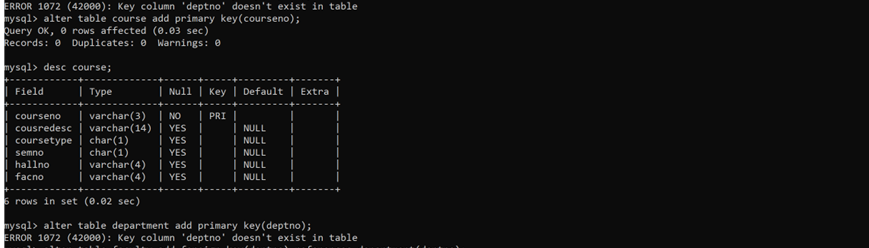 ERROR 1072 (42000): Key column 'deptno' doesn't exist in table
mysql> alter table course add primary key(courseno);
Query OK, 0 rows affected (0.03 sec)
Records: 0  Duplicates: 0  Warnings: 0
mysql> desc course;
+------------+-------------+------+-----+---------+-------+
| Field      | Type        | Null | Key | Default | Extra |
+------------+-------------+------+-----+---------+-------+
| courseno   | varchar(3)  | NO   | PRI |         |       |
| cousredesc | varchar(14) | YES  |     | NULL    |       |
| coursetype | char(1)     | YES  |     | NULL    |       |
| semno      | char(1)     | YES  |     | NULL    |       |
| hallno     | varchar(4)  | YES  |     | NULL    |       |
| facno      | varchar(4)  | YES  |     | NULL    |       |
+------------+-------------+------+-----+---------+-------+
6 rows in set (0.02 sec)
mysql> alter table department add primary key(deptno);
ERROR 1072 (42000): Key column 'deptno' doesn't exist in table